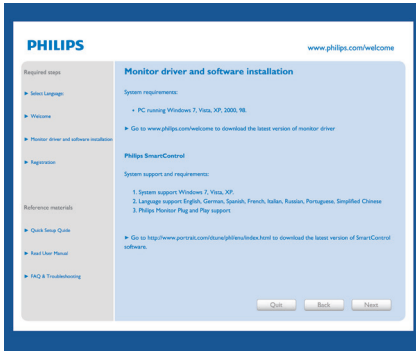 PHILIPS
www.philips.com/welcome
Required steps
Select Language:
Welcome
Monitor driver and software installation
Registration
Reference materials
Quick Setup Quide
Read User Manual
FAQ & Troubleshooting
Monitor driver and software installation
System requirements:
• PC running Windows 7, Vista, XP, 2000, 98.
Go to www.philips.com/welcome to download the latest version of monitor driver
Philips SmartControl
System support and requirements:
1. System support Windows 7, Vista, XP.
2. Language support English, German, Spanish, French, Italian, Russian, Portuguese, Simplified Chinese
3. Philips Monitor Plug and Play support
Go to http://www.portrait.com/dtune/phl/enu/index.html to download the latest version of SmartControl
software.
Quit
Back
Next